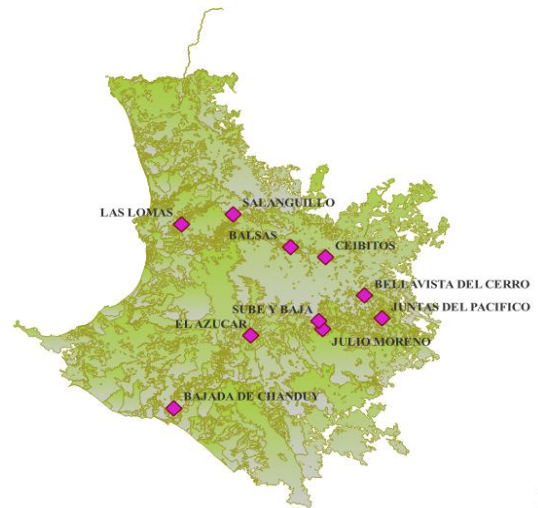 SALANGUILLO
LAS LOMAS
BALSAS
CEIBITOS
BELLAVISTA DEL CERRO
SUBE Y BAJA
JUNTAS DEL PACIFICO
EL AZUCAR
JULIO MORENO
BAJADA DE CHANDUY